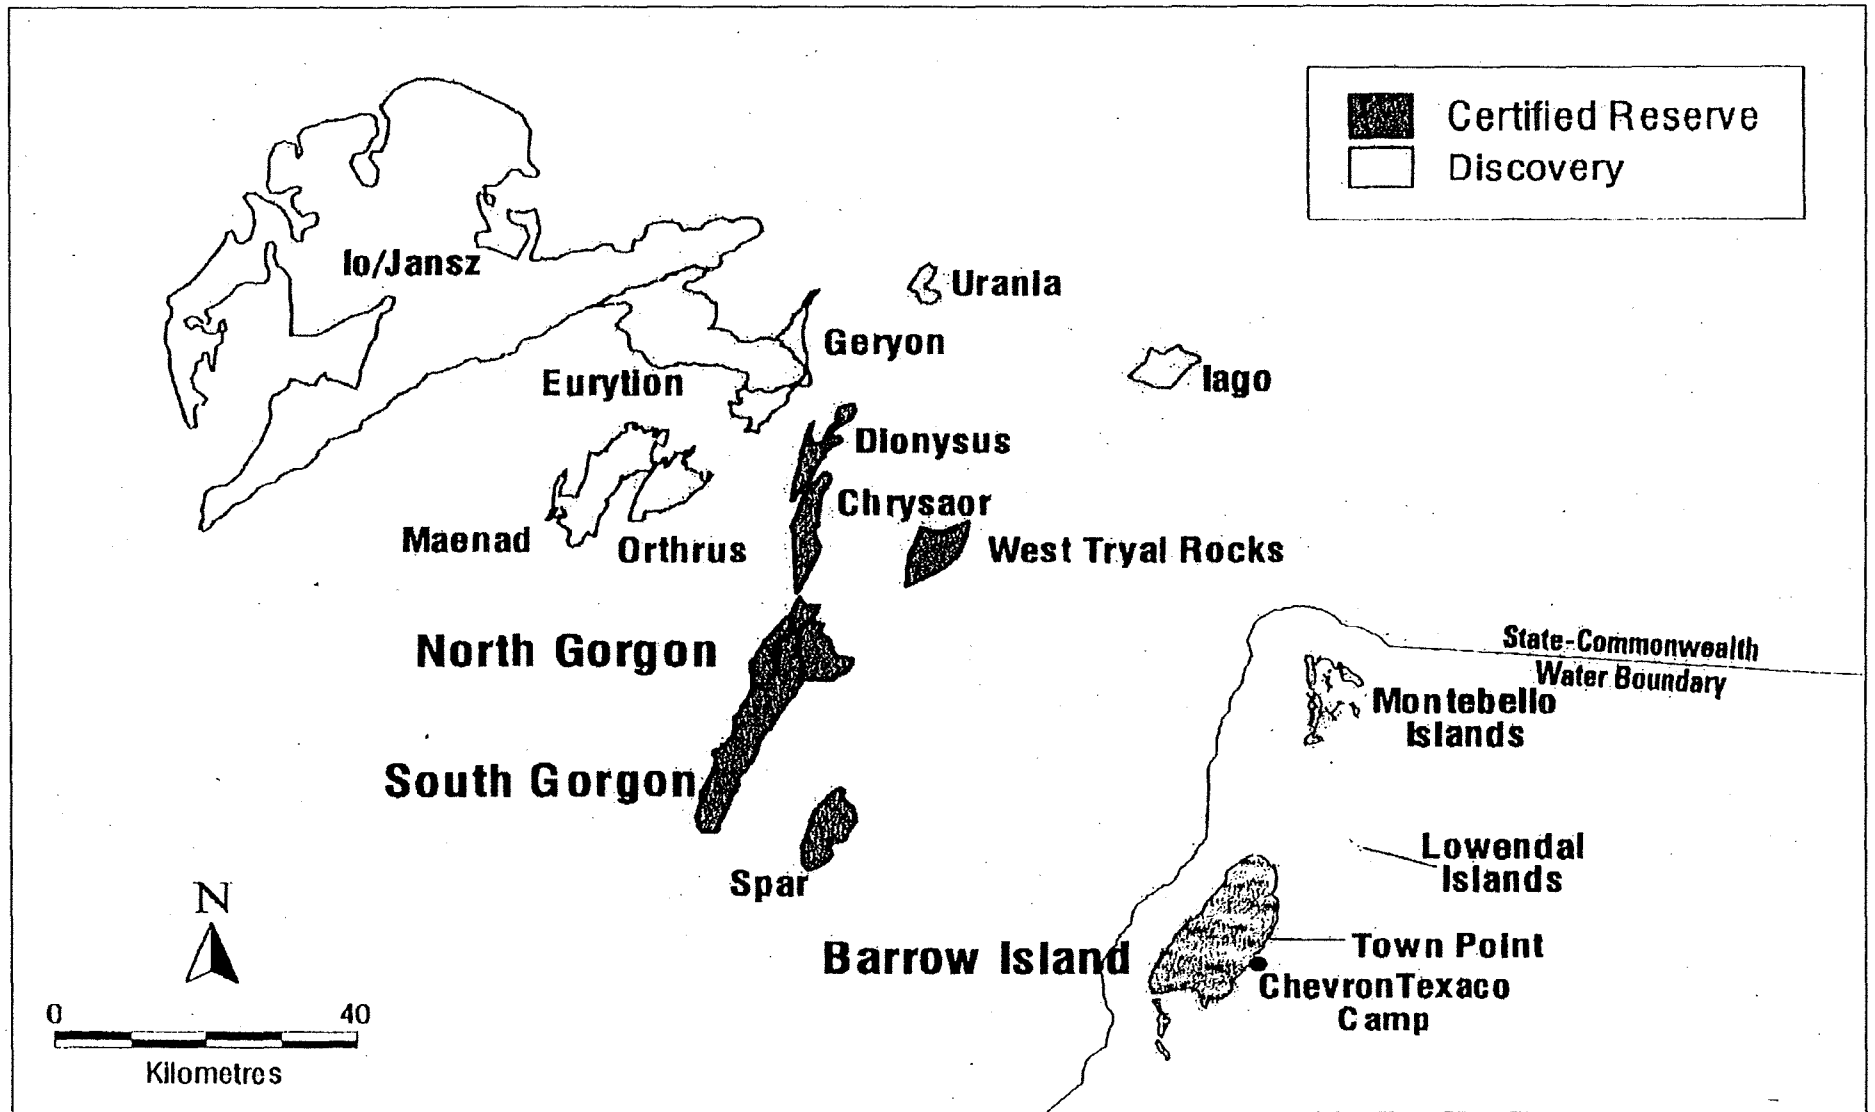 Certified Reserve
Discovery
Io/Jansz
Urania
Geryon
Iago
Eurytion
Dionysus
Chrysaor
Maenad
Orthrus
West Tryal Rocks
North Gorgon
State-Commonwealth
Water Boundary
Montebello
Islands
South Gorgon
Spar
Lowendal
Islands
N
Barrow Island
Town Point
ChevronTexaco
Camp
0 40
Kilometres